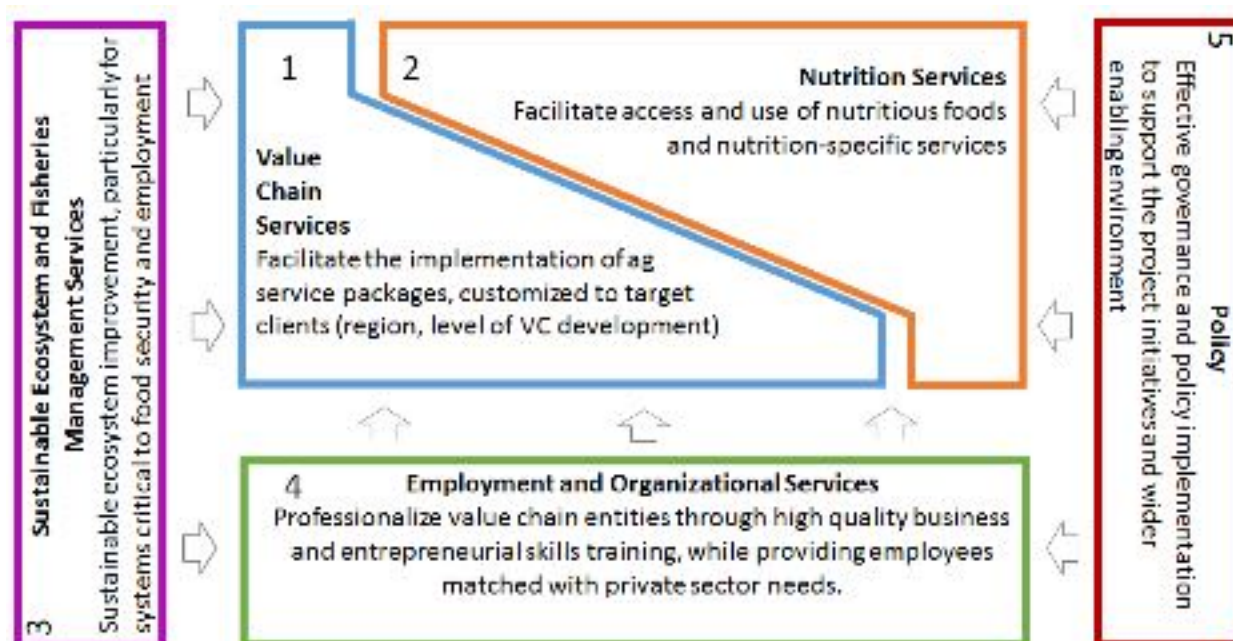 3
Sustainable Ecosystem and Fisheries
Management Services
Sustainable ecosystem improvement, particularly for
systems critical to food security and employment
1
Value
Chain
Services
Facilitate the implementation of ag
service packages, customized to target
clients (region, level of VC development)
2
Nutrition Services
Facilitate access and use of nutritious foods
and nutrition-specific services
4
Employment and Organizational Services
Professionalize value chain entities through high quality business
and entrepreneurial skills training, while providing employees
matched with private sector needs.
5
Policy
Effective governance and policy implementation
to support the project initiatives and wider
enabling environment